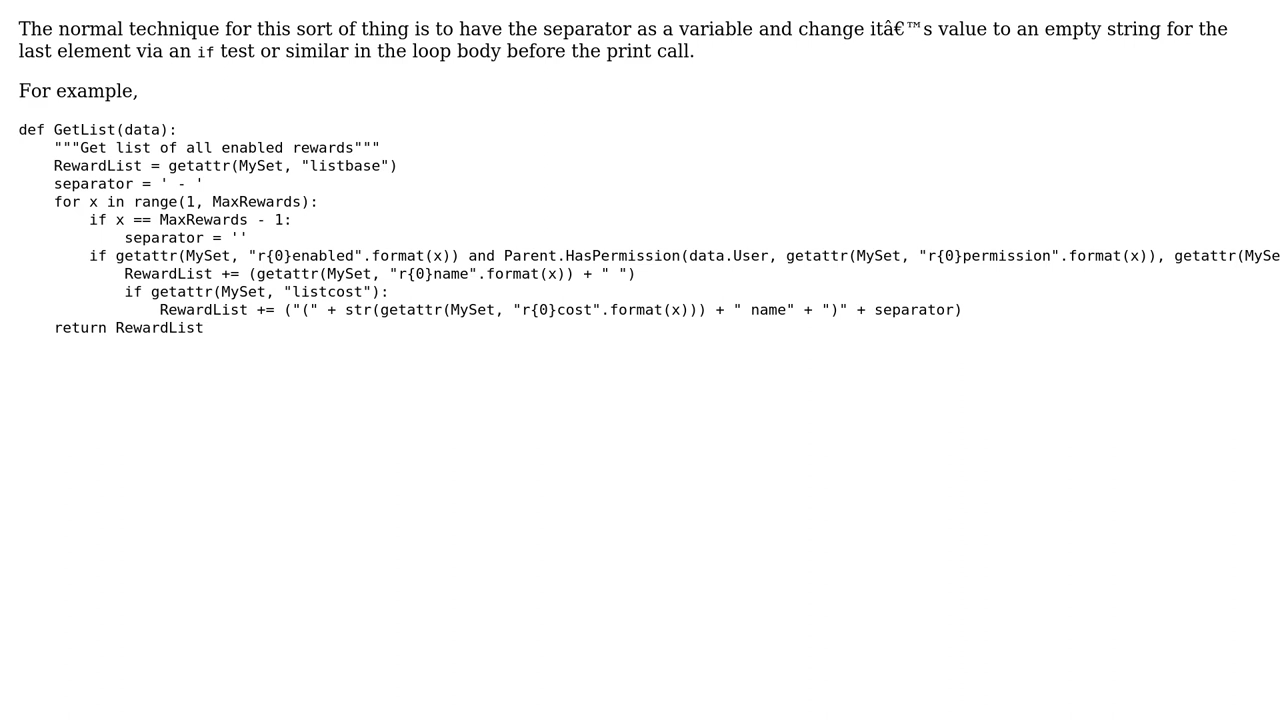 The normal technique for this sort of thing is to have the separator as a variable and change itâ€™s value to an empty string for the
last element via an if test or similar in the loop body before the print call.
For example,
def GetList(data):
    """Get list of all enabled rewards"""
    RewardList = getattr(MySet, "listbase")
    separator = ' - '
    for x in range(1, MaxRewards):
        if x == MaxRewards - 1:
            separator = ''
        if getattr(MySet, "r{0}enabled".format(x)) and Parent.HasPermission(data.User, getattr(MySet, "r{0}permission".format(x)), getattr(MySe
            RewardList += (getattr(MySet, "r{0}name".format(x)) + " ")
            if getattr(MySet, "listcost"):
                RewardList += ("(" + str(getattr(MySet, "r{0}cost".format(x))) + " name" + ")" + separator)
    return RewardList